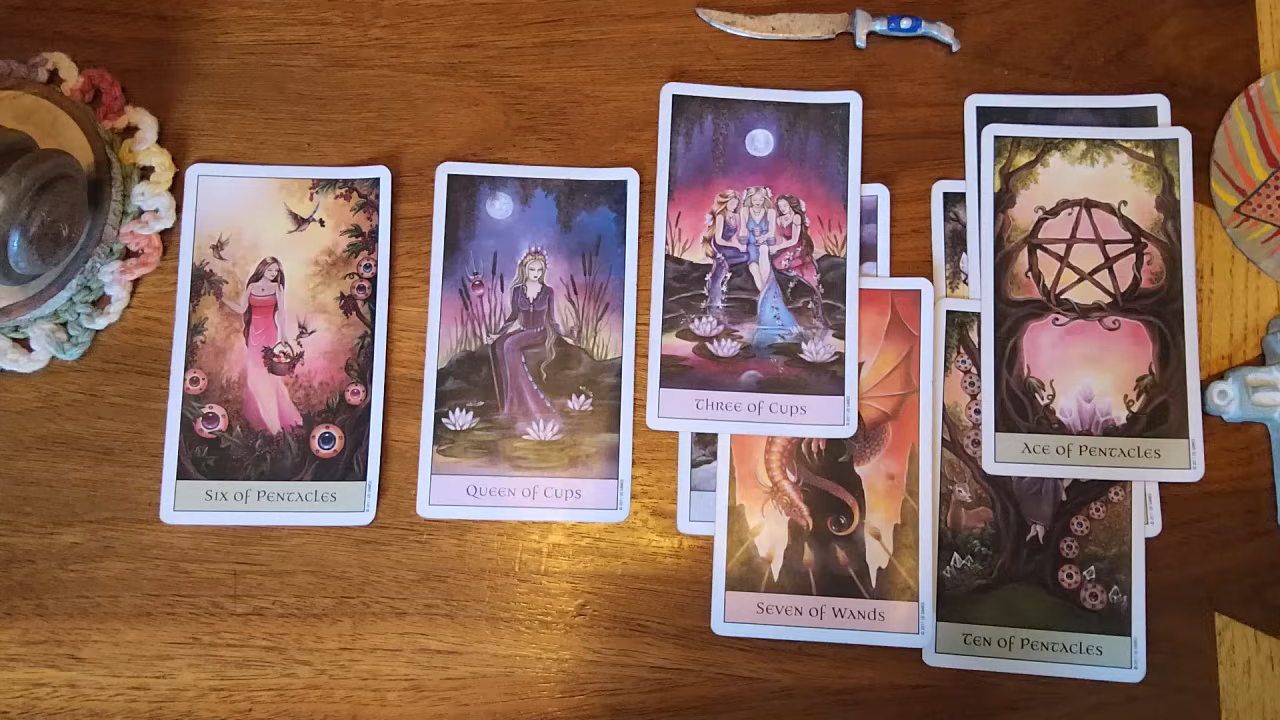 Six of Pentacles
Queen of Cups
Three of Cups
Seven of Wands
Ace of Pentacles
Ten of Pentacles